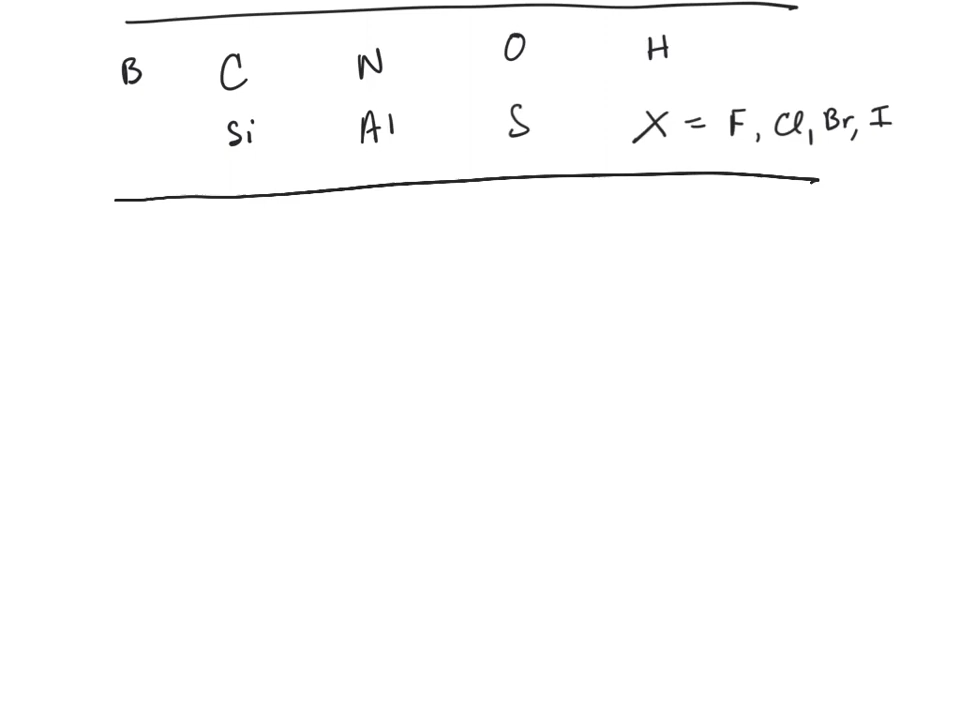 B C N O H
Si Al S X = F, Cl, Br, I